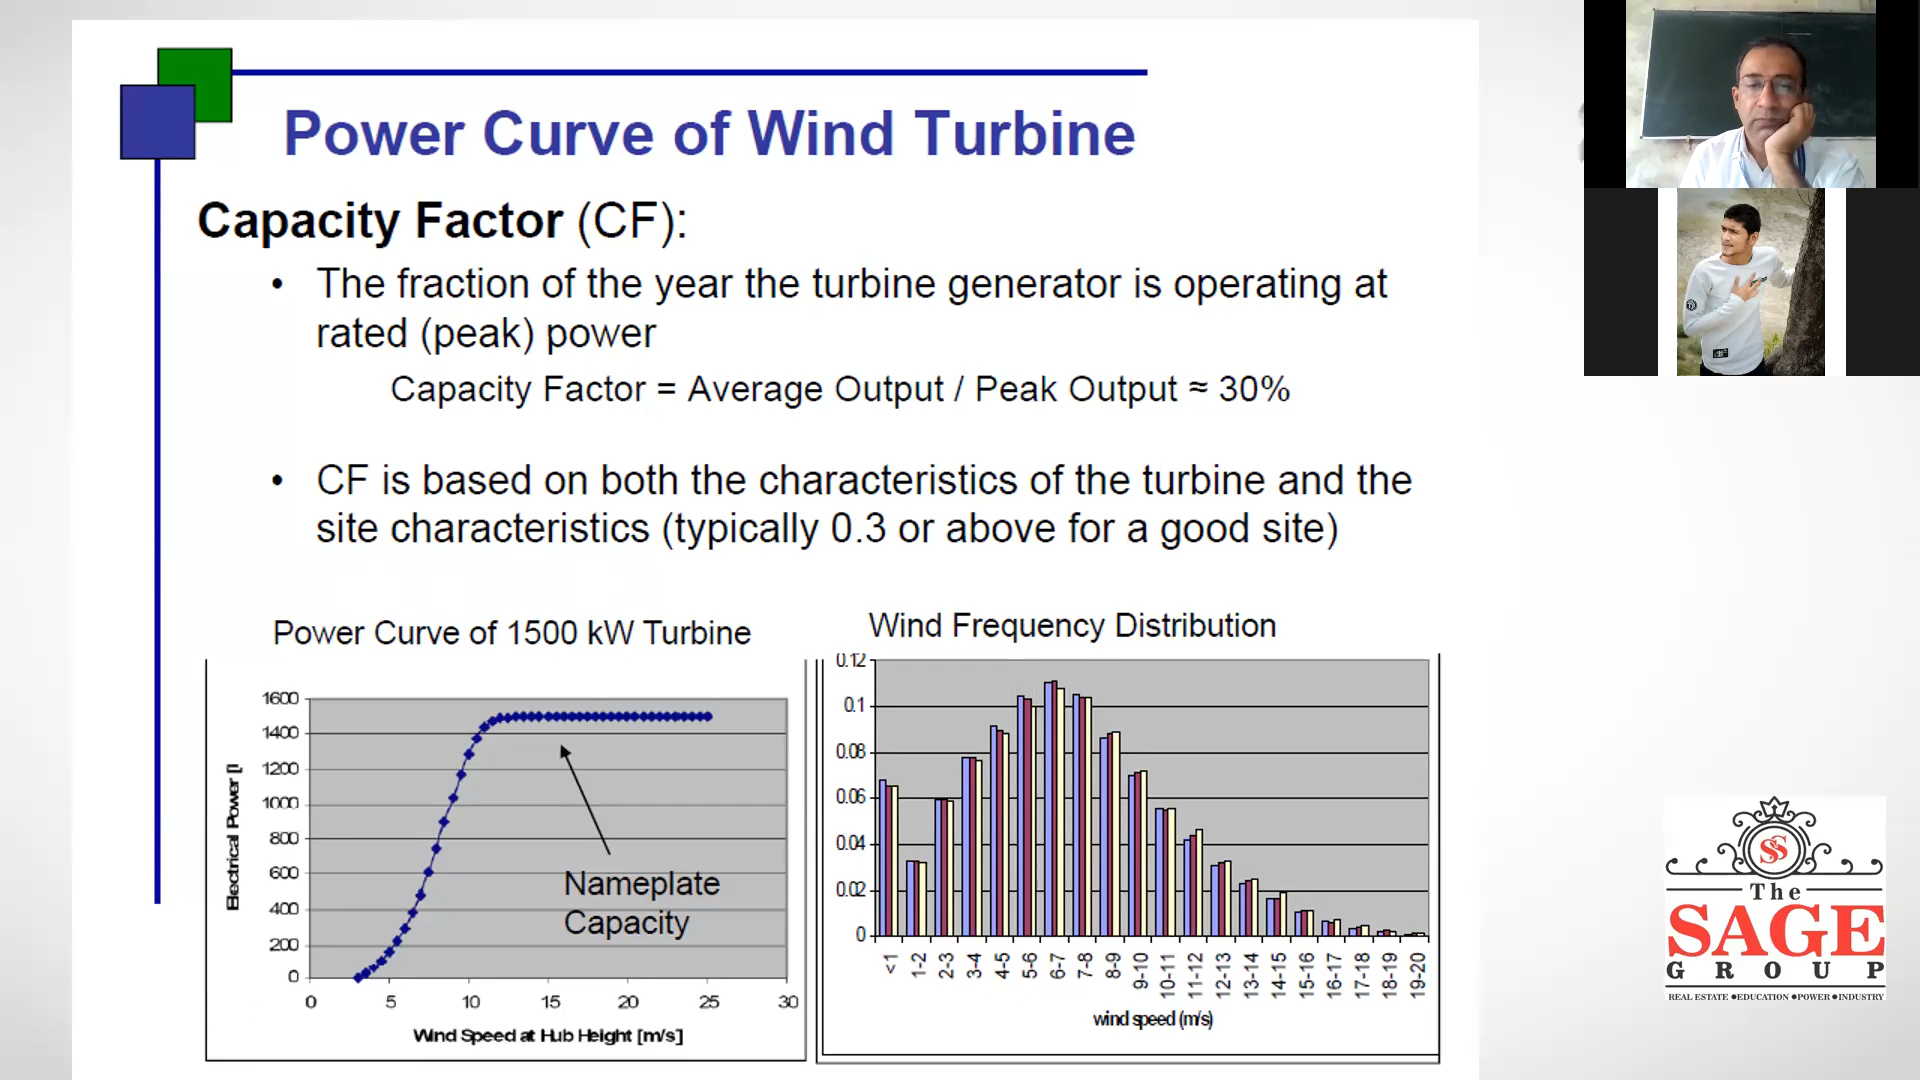 Power Curve of Wind Turbine
Capacity Factor (CF):
• The fraction of the year the turbine generator is operating at
rated (peak) power
Capacity Factor = Average Output / Peak Output ≈ 30%
• CF is based on both the characteristics of the turbine and the
site characteristics (typically 0.3 or above for a good site)
Power Curve of 1500 kW Turbine
1600
1400
1200
1000
800
600
400
200
0
Electrical Power [
0 5 10 15 20 25 30
Wind Speed at Hub Height [m/s]
Nameplate
Capacity
Wind Frequency Distribution
0.12
0.1
0.08
0.06
0.04
0.02
0
<1 1-2 2-3 3-4 4-5 5-6 6-7 7-8 8-9 9-10 10-11 11-12 12-13 13-14 14-15 15-16 16-17 17-18 18-19 19-20
wind speed (m/s)
The
SAGE
GROUP
REAL ESTATE ●EDUCATION ●POWER ●INDUSTRY